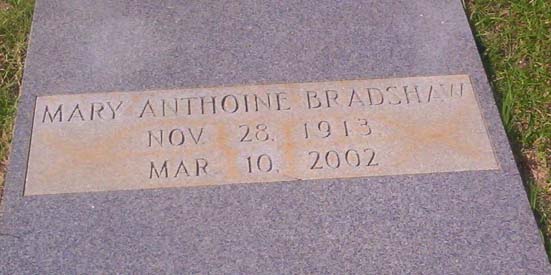 MARY ANTHOINE BRADSHAW
NOV. 28, 1913
MAR 10, 2002